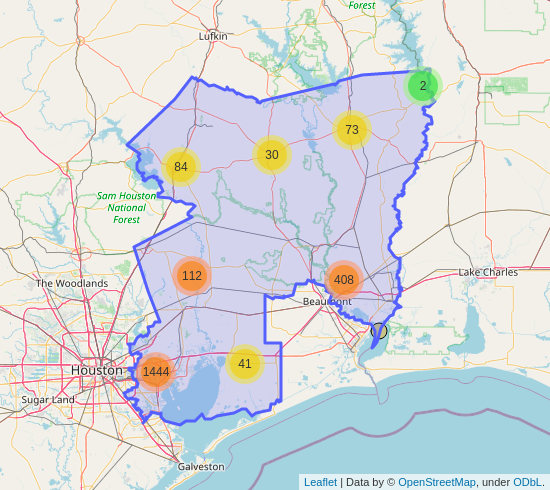 Forest
Lufkin
2
73
30
84
Sam Houston
National
Forest
Lake Charles
112
408
The Woodlands
Beaumont
41
Houston
1444
Sugar Land
Galveston
Leaflet | Data by © OpenStreetMap, under ODbL.